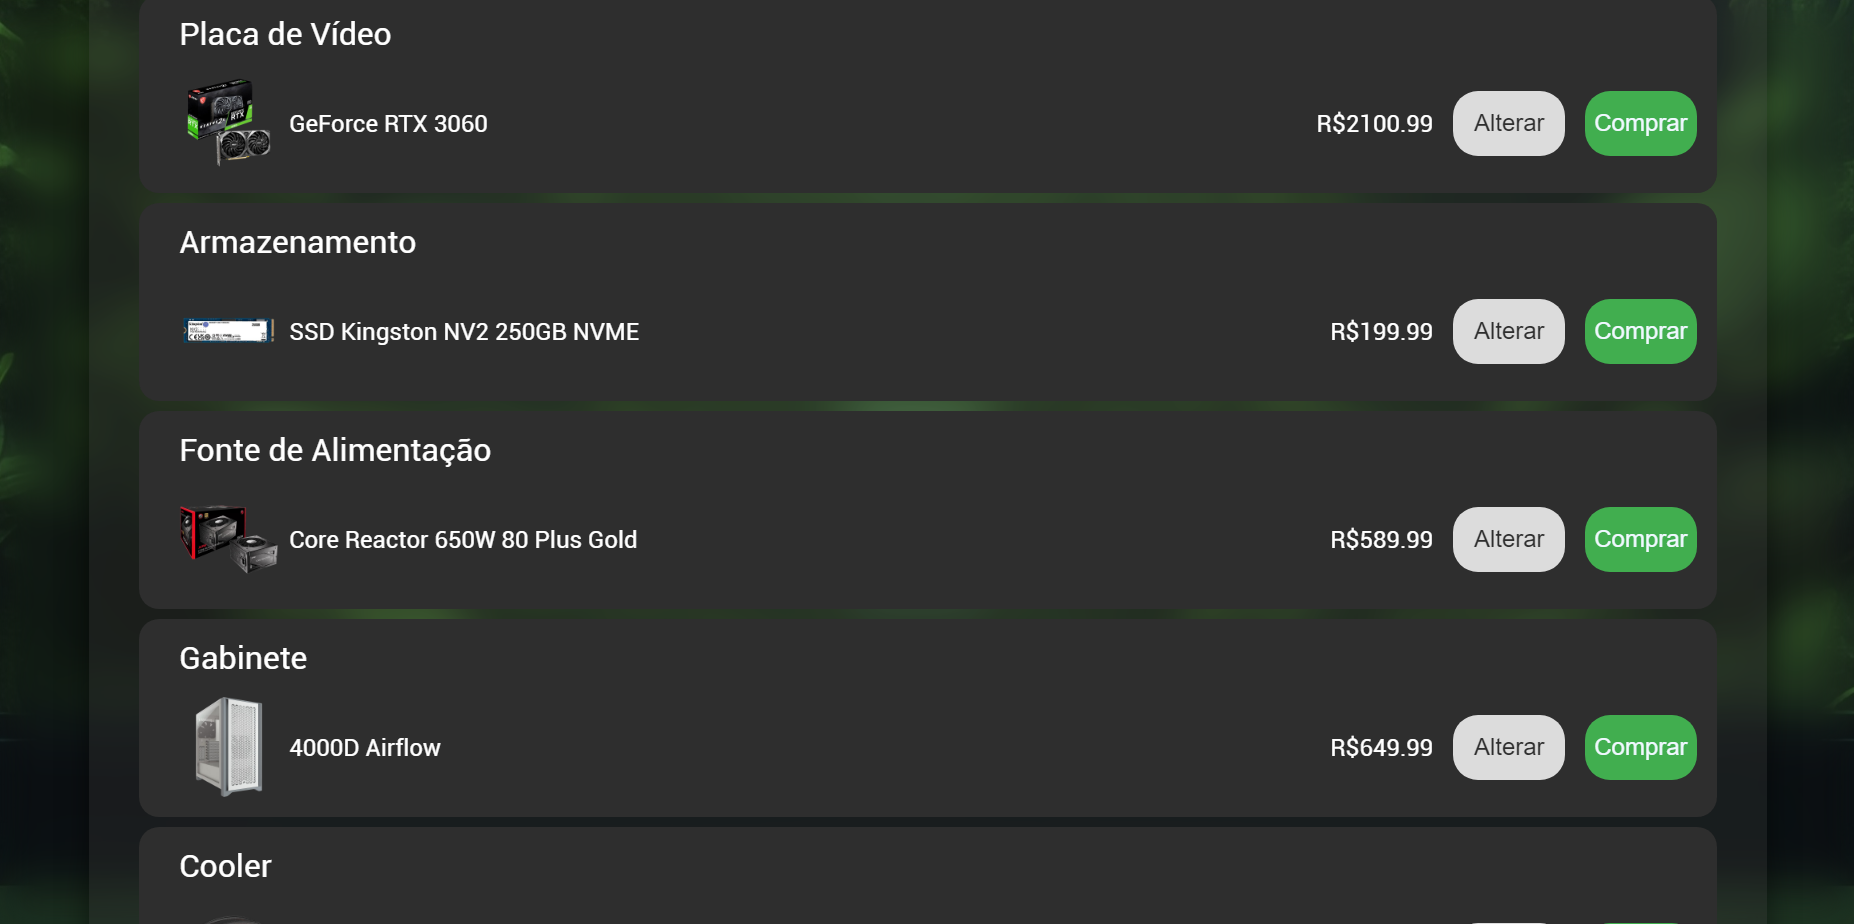 Placa de Vídeo
GeForce RTX 3060
R$2100.99
Alterar
Comprar
Armazenamento
SSD Kingston NV2 250GB NVME
R$199.99
Alterar
Comprar
Fonte de Alimentação
Core Reactor 650W 80 Plus Gold
R$589.99
Alterar
Comprar
Gabinete
4000D Airflow
R$649.99
Alterar
Comprar
Cooler